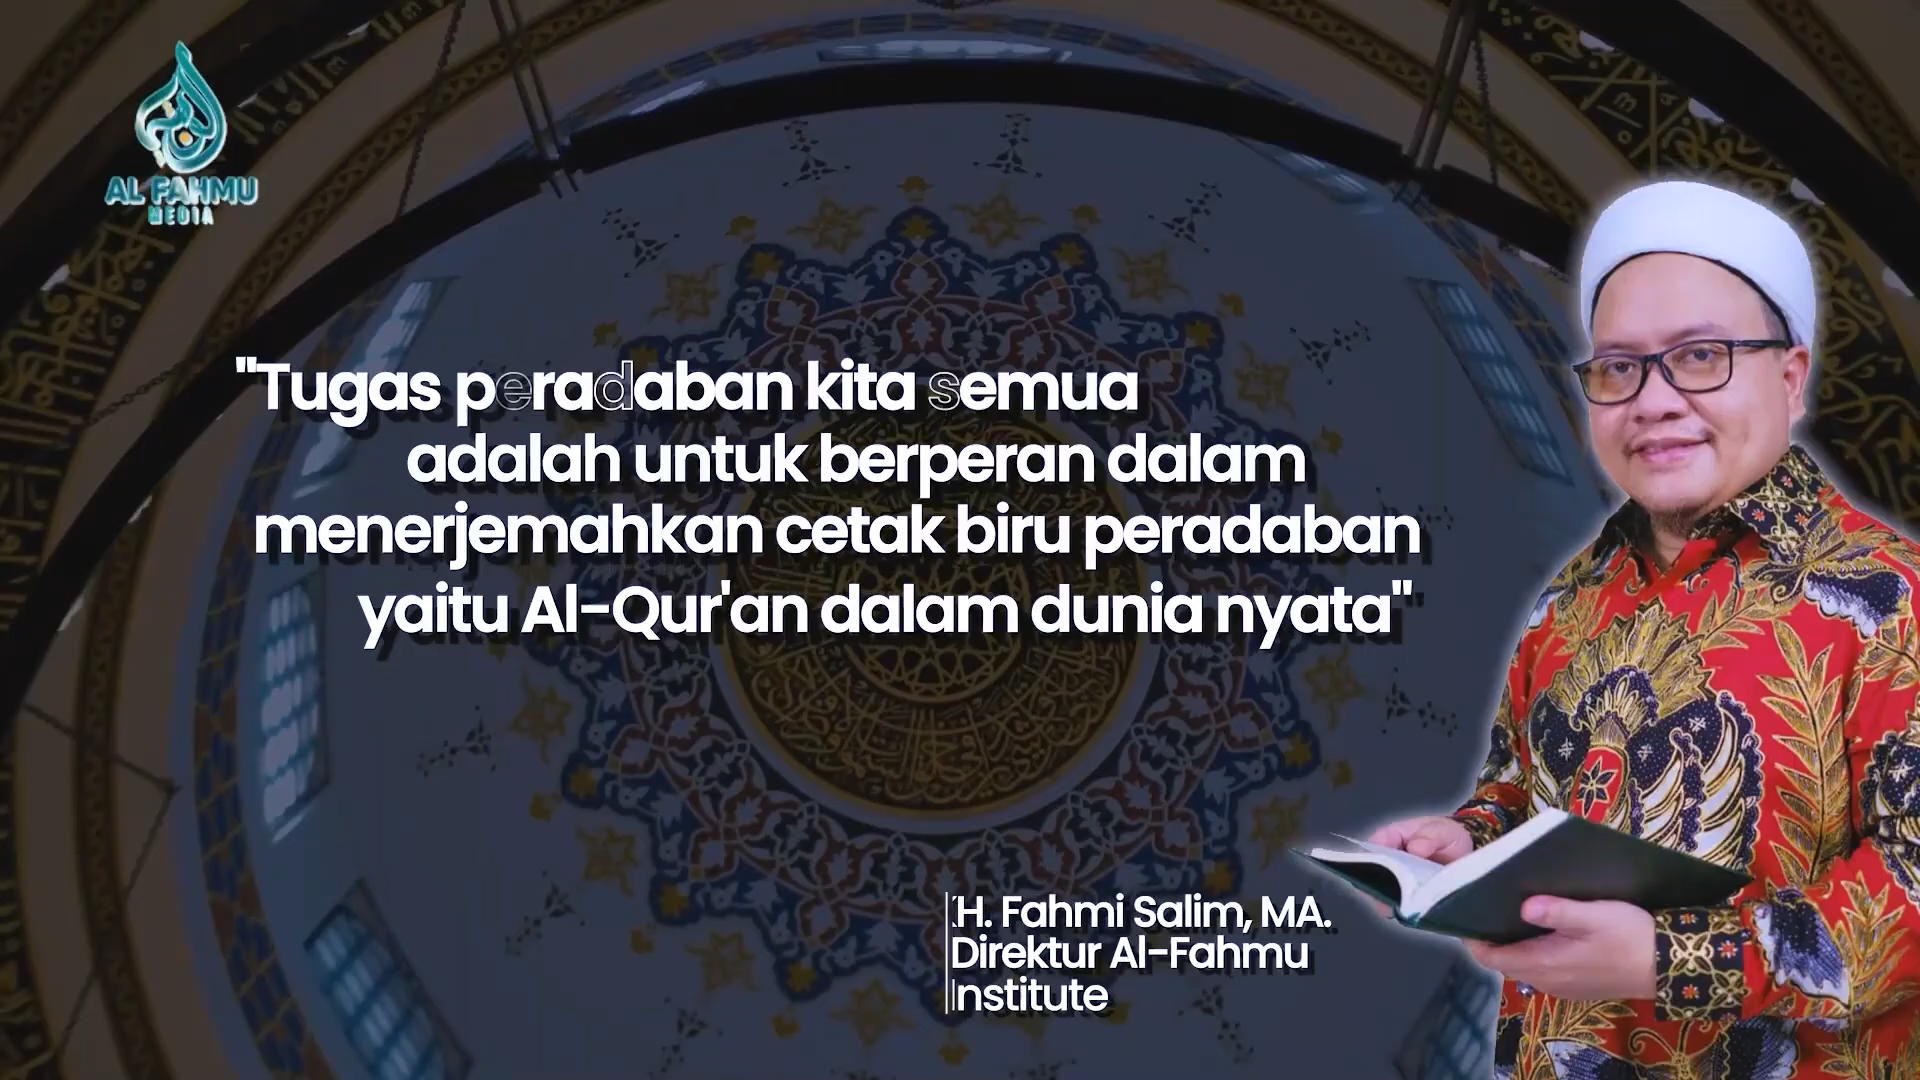 AL FAHMU
MEDIA
"Tugas peradaban kita semua
adalah untuk berperan dalam
menerjemahkan cetak biru peradaban
yaitu Al-Qur'an dalam dunia nyata"
H. Fahmi Salim, MA.
Direktur Al-Fahmu
Institute